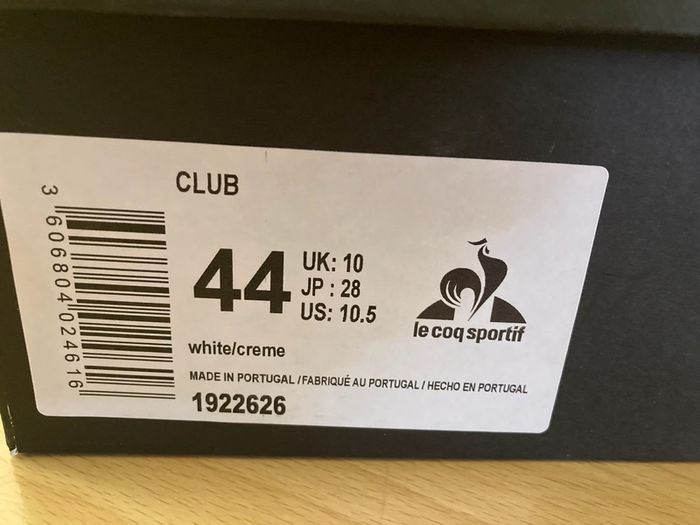 CLUB
3 606804 024616
44
UK: 10
JP : 28
US: 10.5
le coq sportif
white/creme
MADE IN PORTUGAL / FABRIQUÉ AU PORTUGAL / HECHO EN PORTUGAL
1922626